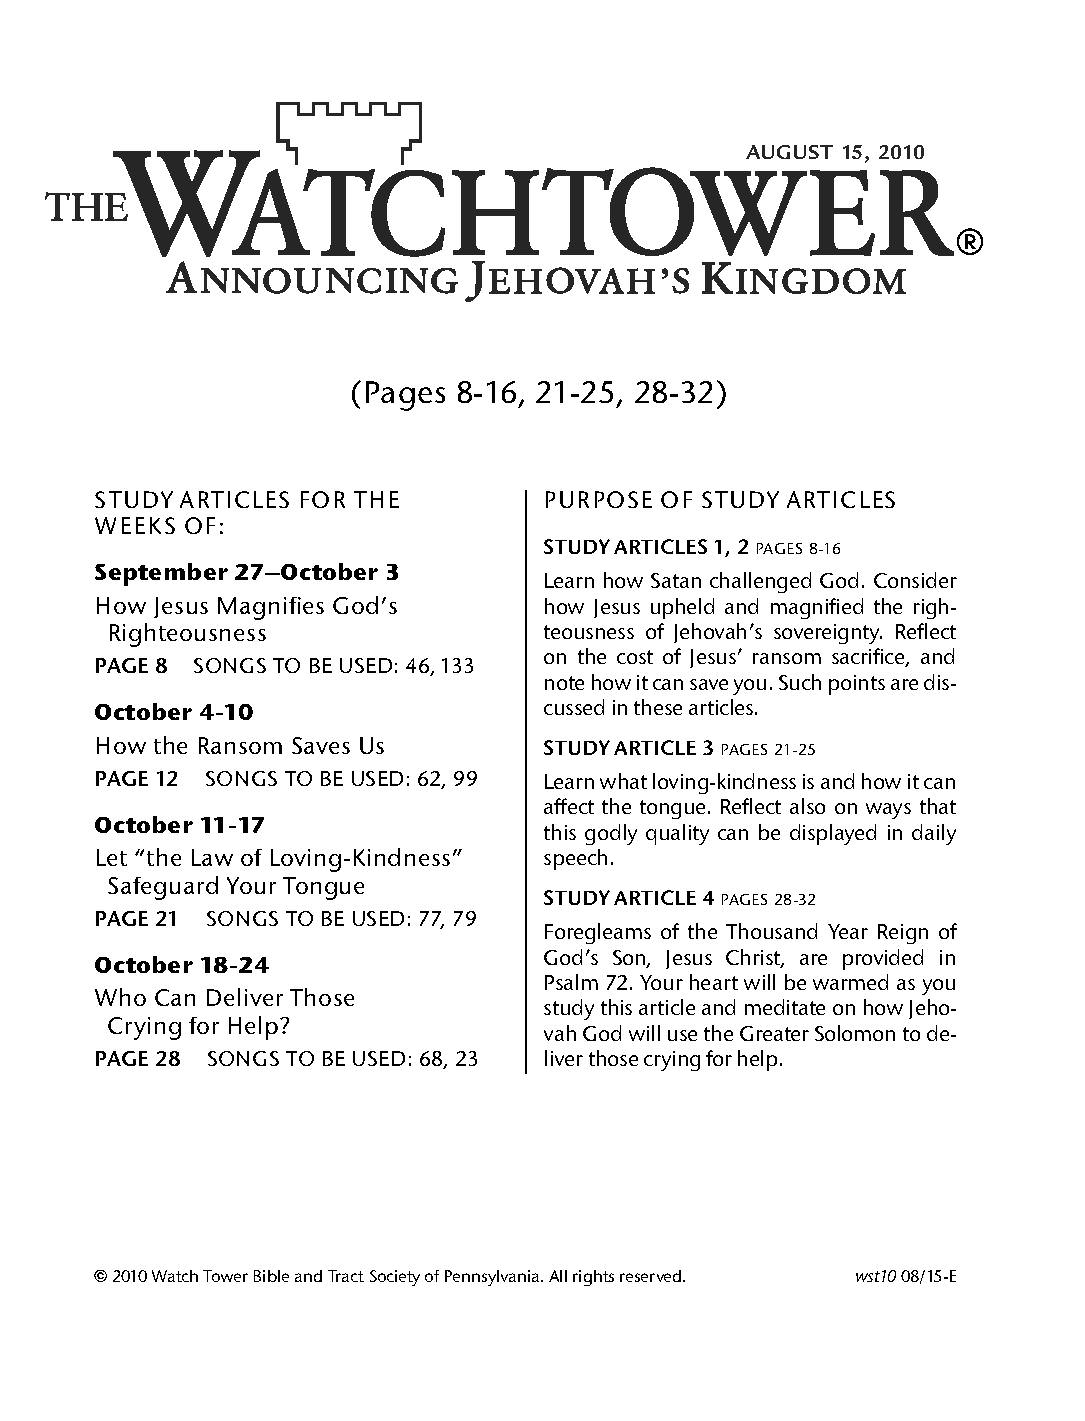 AUGUST 15, 2010
THE WATCHTOWER®
ANNOUNCING JEHOVAH'S KINGDOM
(Pages 8-16, 21-25, 28-32)
STUDY ARTICLES FOR THE
WEEKS OF:
September 27–October 3
How Jesus Magnifies God's
Righteousness
PAGE 8 SONGS TO BE USED: 46, 133
October 4-10
How the Ransom Saves Us
PAGE 12 SONGS TO BE USED: 62, 99
October 11-17
Let “the Law of Loving-Kindness”
Safeguard Your Tongue
PAGE 21 SONGS TO BE USED: 77, 79
October 18-24
Who Can Deliver Those
Crying for Help?
PAGE 28 SONGS TO BE USED: 68, 23
PURPOSE OF STUDY ARTICLES
STUDY ARTICLES 1, 2 PAGES 8-16
Learn how Satan challenged God. Consider
how Jesus upheld and magnified the righ-
teousness of Jehovah's sovereignty. Reflect
on the cost of Jesus' ransom sacrifice, and
note how it can save you. Such points are dis-
cussed in these articles.
STUDY ARTICLE 3 PAGES 21-25
Learn what loving-kindness is and how it can
affect the tongue. Reflect also on ways that
this godly quality can be displayed in daily
speech.
STUDY ARTICLE 4 PAGES 28-32
Foregleams of the Thousand Year Reign of
God's Son, Jesus Christ, are provided in
Psalm 72. Your heart will be warmed as you
study this article and meditate on how Jeho-
vah God will use the Greater Solomon to de-
liver those crying for help.
© 2010 Watch Tower Bible and Tract Society of Pennsylvania. All rights reserved.
wst10 08/15-E